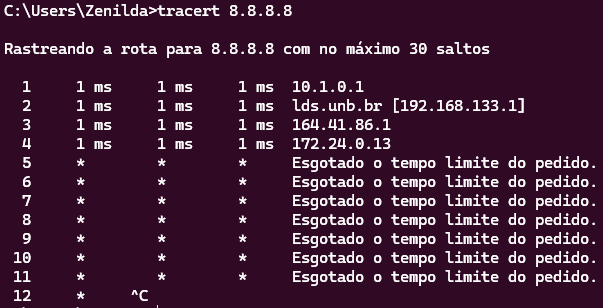 C:\Users\Zenilda>tracert 8.8.8.8
Rastreando a rota para 8.8.8.8 com no máximo 30 saltos
1 1 ms 1 ms 1 ms 10.1.0.1
2 1 ms 1 ms 1 ms lds.unb.br [192.168.133.1]
3 1 ms 1 ms 1 ms 164.41.86.1
4 1 ms 1 ms 1 ms 172.24.0.13
5 * * * Esgotado o tempo limite do pedido.
6 * * * Esgotado o tempo limite do pedido.
7 * * * Esgotado o tempo limite do pedido.
8 * * * Esgotado o tempo limite do pedido.
9 * * * Esgotado o tempo limite do pedido.
10 * * * Esgotado o tempo limite do pedido.
11 * * * Esgotado o tempo limite do pedido.
12 * ^C